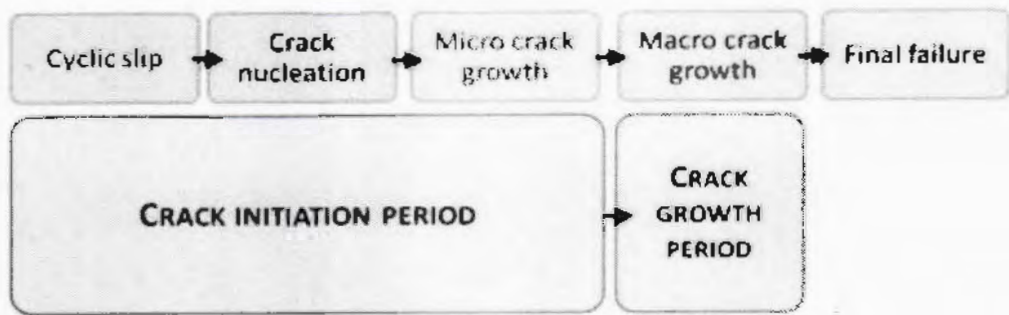 Cyclic slip
Crack
nucleation
Micro crack
growth
Macro crack
growth
Final failure
CRACK INITIATION PERIOD
CRACK
GROWTH
PERIOD